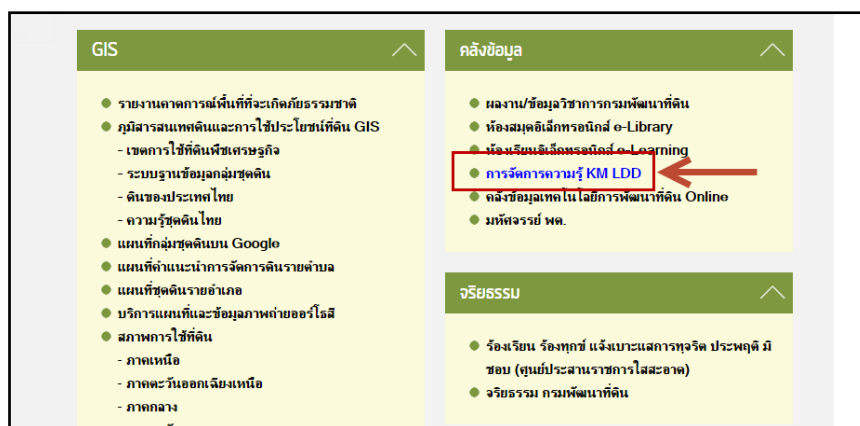 GIS
รายงานคาดการณ์พื้นที่ที่จะเกิดภัยธรรมชาติ
ภูมิสารสนเทศดินและการใช้ประโยชน์ที่ดิน GIS
- เขตการใช้ที่ดินพืชเศรษฐกิจ
- ระบบฐานข้อมูลกลุ่มชุดดิน
- ดินของประเทศไทย
- ความรู้ชุดดินไทย
แผนที่กลุ่มชุดดินบน Google
แผนที่คำแนะนำการจัดการดินรายตำบล
แผนที่ชุดดินรายอำเภอ
บริการแผนที่และข้อมูลภาพถ่ายออร์โธสี
สภาพการใช้ที่ดิน
- ภาคเหนือ
- ภาคตะวันออกเฉียงเหนือ
- ภาคกลาง
คลังข้อมูล
ผลงาน/ข้อมูลวิชาการกรมพัฒนาที่ดิน
ห้องสมุดอิเล็กทรอนิกส์ e-Library
ห้องเรียนอิเล็กทรอนิกส์ e-Learning
การจัดการความรู้ KM LDD
คลังข้อมูลเทคโนโลยีการพัฒนาที่ดิน Online
มหัศจรรย์ พด.
จริยธรรม
ร้องเรียน ร้องทุกข์ แจ้งเบาะแสการทุจริต ประพฤติ มิ
ชอบ (ศูนย์ประสานราชการใสสะอาด)
จริยธรรม กรมพัฒนาที่ดิน